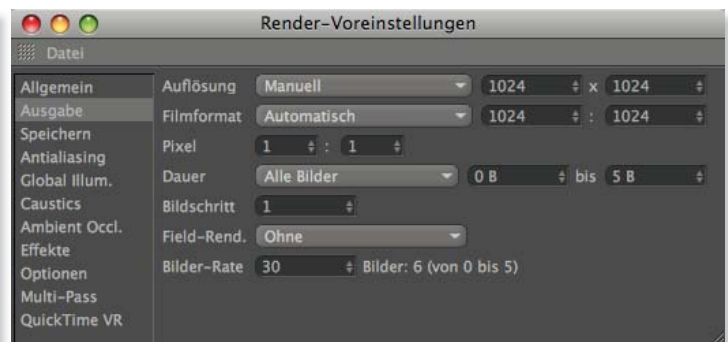 Render-Voreinstellungen
Datei
Allgemein
Ausgabe
Speichern
Antialiasing
Global Illum.
Caustics
Ambient Occl.
Effekte
Optionen
Multi-Pass
QuickTime VR
Auflösung Manuell 1024 x 1024
Filmformat Automatisch 1024 : 1024
Pixel 1 : 1
Dauer Alle Bilder 0 B bis 5 B
Bildschritt 1
Field-Rend. Ohne
Bilder-Rate 30 Bilder: 6 (von 0 bis 5)